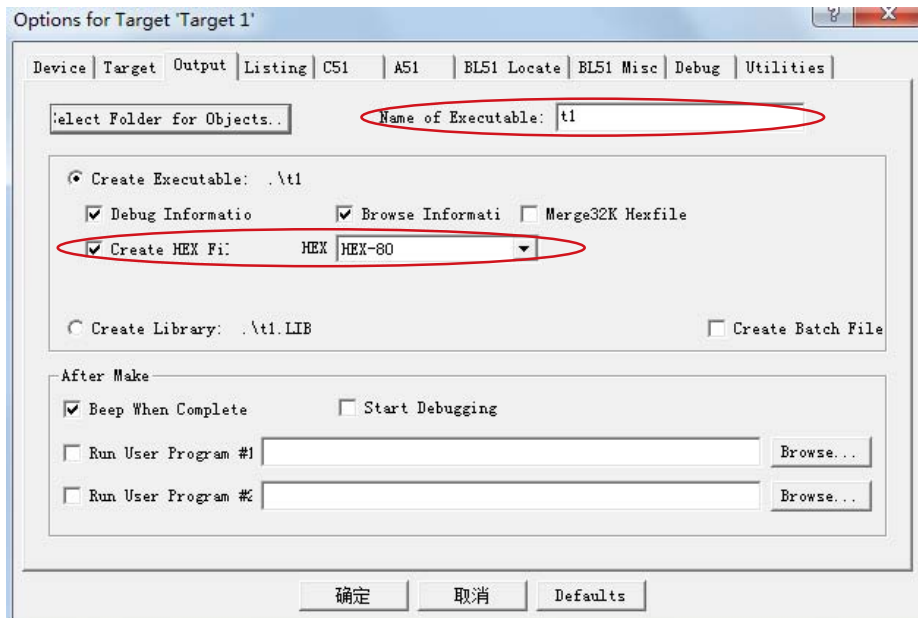 Options for Target 'Target 1'
Device Target Output Listing C51 A51 BL51 Locate BL51 Misc Debug Utilities
Select Folder for Objects.. Name of Executable: t1
Create Executable: .\t1
Debug Informatio Browse Informati Merge32K Hexfile
Create HEX Fi: HEX HEX-80
Create Library: .\t1.LIB Create Batch File
After Make
Beep When Complete Start Debugging
Run User Program #1 Browse...
Run User Program #2 Browse...
确定 取消 Defaults